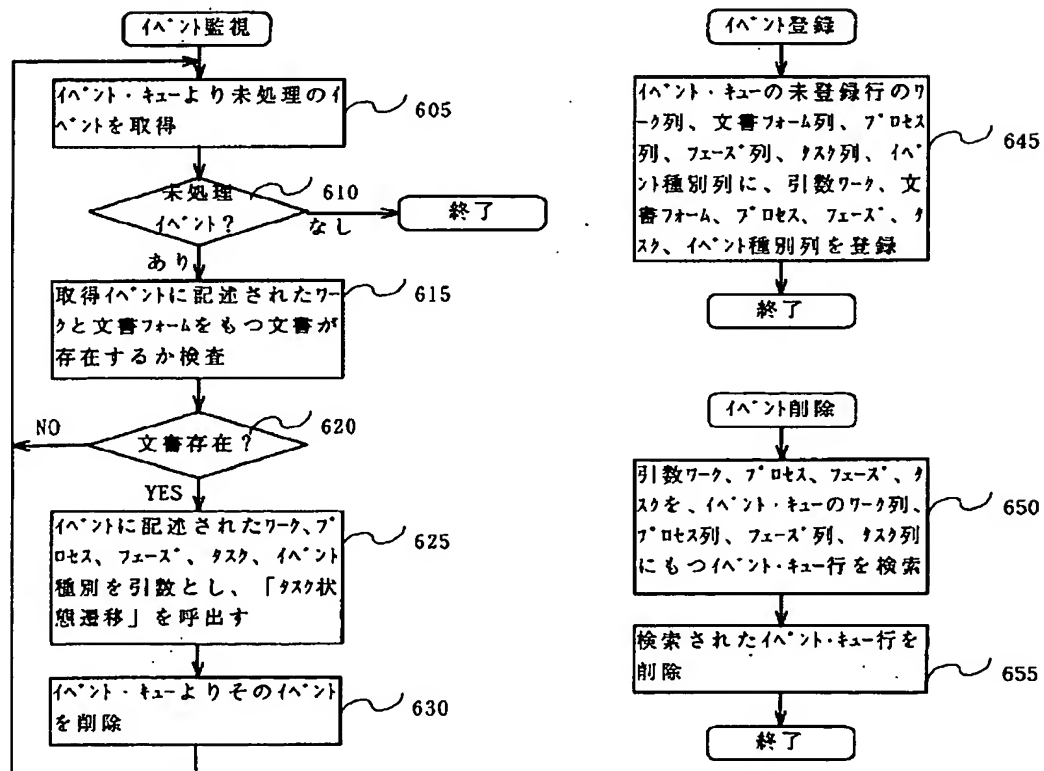 イベント監視
イベント・キューより未処理のイ
ベントを取得
605
未処理
イベント?
610
なし
終了
あり
取得イベントに記述されたワー
クと文書フォームをもつ文書が
存在するか検査
615
文書存在?
620
NO
YES
イベントに記述されたワーク、プ
ロセス、フェーズ、タスク、イベント
種別を引数とし、「タスク状
態遷移」を呼出す
625
イベント・キューよりそのイベント
を削除
630
イベント登録
イベント・キューの未登録行のワ
ーク列、文書フォーム列、プロセス
列、フェーズ列、タスク列、イベ
ント種別列に、引数ワーク、文
書フォーム、プロセス、フェーズ、タ
スク、イベント種別列を登録
645
終了
イベント削除
引数ワーク、プロセス、フェーズ、タ
スクを、イベント・キューのワーク列、
プロセス列、フェーズ列、タスク列
にもつイベント・キュー行を検索
650
検索されたイベント・キュー行を
削除
655
終了